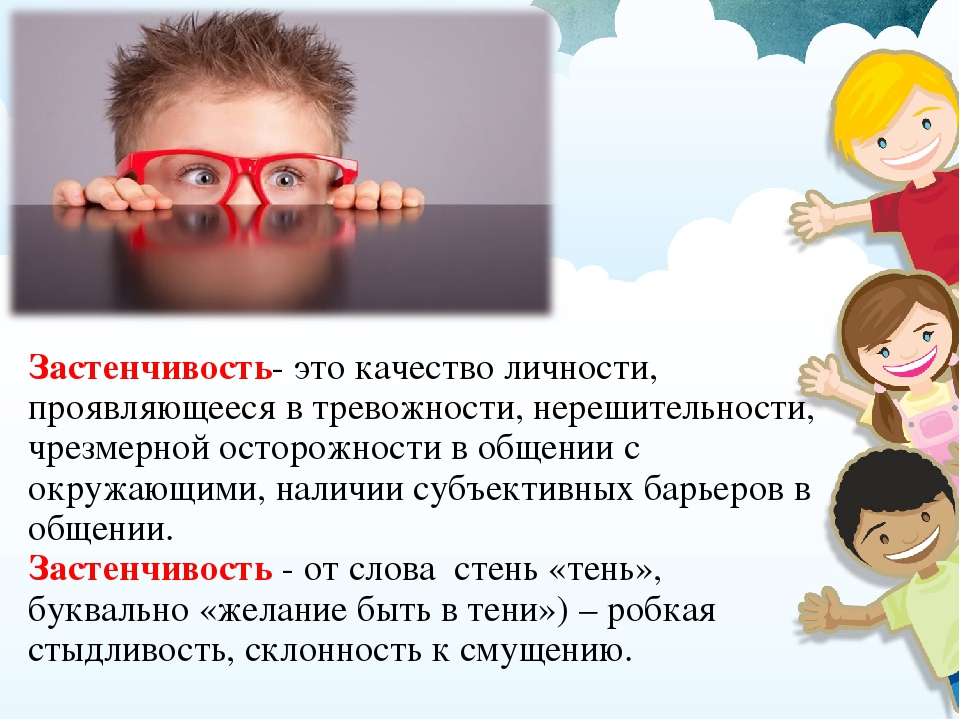 Застенчивость- это качество личности,
проявляющееся в тревожности, нерешительности,
чрезмерной осторожности в общении с
окружающими, наличии субъективных барьеров в
общении.
Застенчивость - от слова  стень «тень»,
буквально «желание быть в тени») – робкая
стыдливость, склонность к смущению.